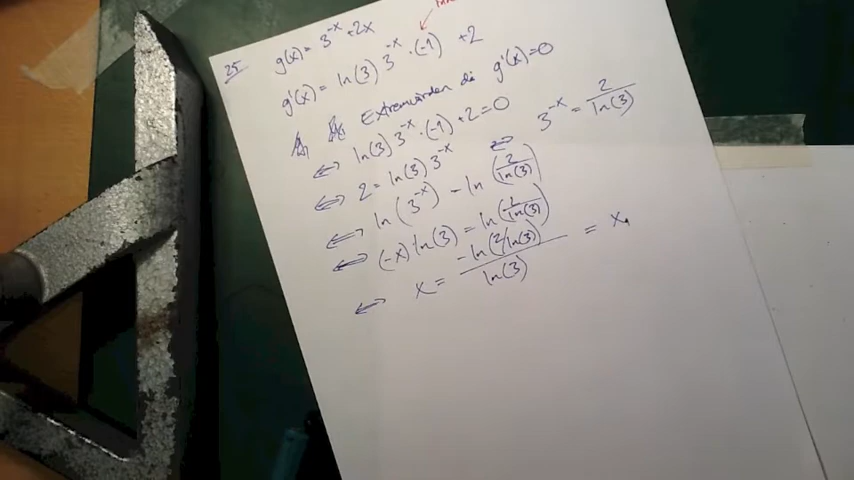 25. g(x) = 3^{-x} + 2x
g'(x) = ln(3) 3^{-x} · (-1) + 2
Extremvärden då g'(x) = 0
⇔ ln(3) 3^{-x} · (-1) + 2 = 0
⇔ 2 = ln(3) 3^{-x} ⇔ 3^{-x} = 2/ln(3)
⇔ ln(3^{-x}) = ln(2/ln(3))
⇔ (-x) ln(3) = ln(2/ln(3))
⇔ x = -ln(2/ln(3))/ln(3) = x₁